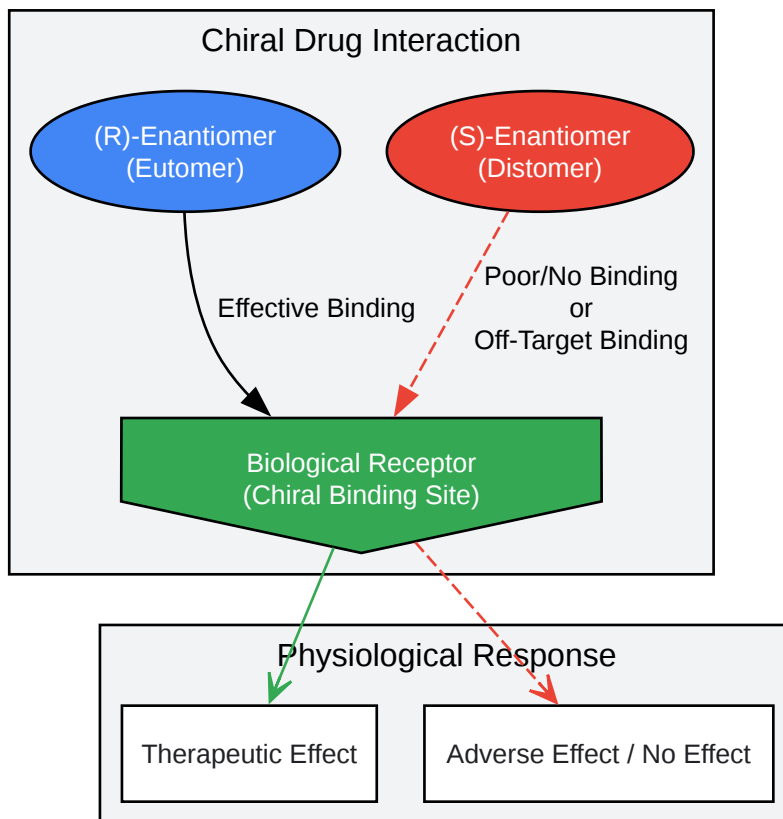 Chiral Drug Interaction
(R)-Enantiomer
(Eutomer)
(S)-Enantiomer
(Distomer)
Effective Binding
Poor/No Binding
or
Off-Target Binding
Biological Receptor
(Chiral Binding Site)
Physiological Response
Therapeutic Effect
Adverse Effect / No Effect